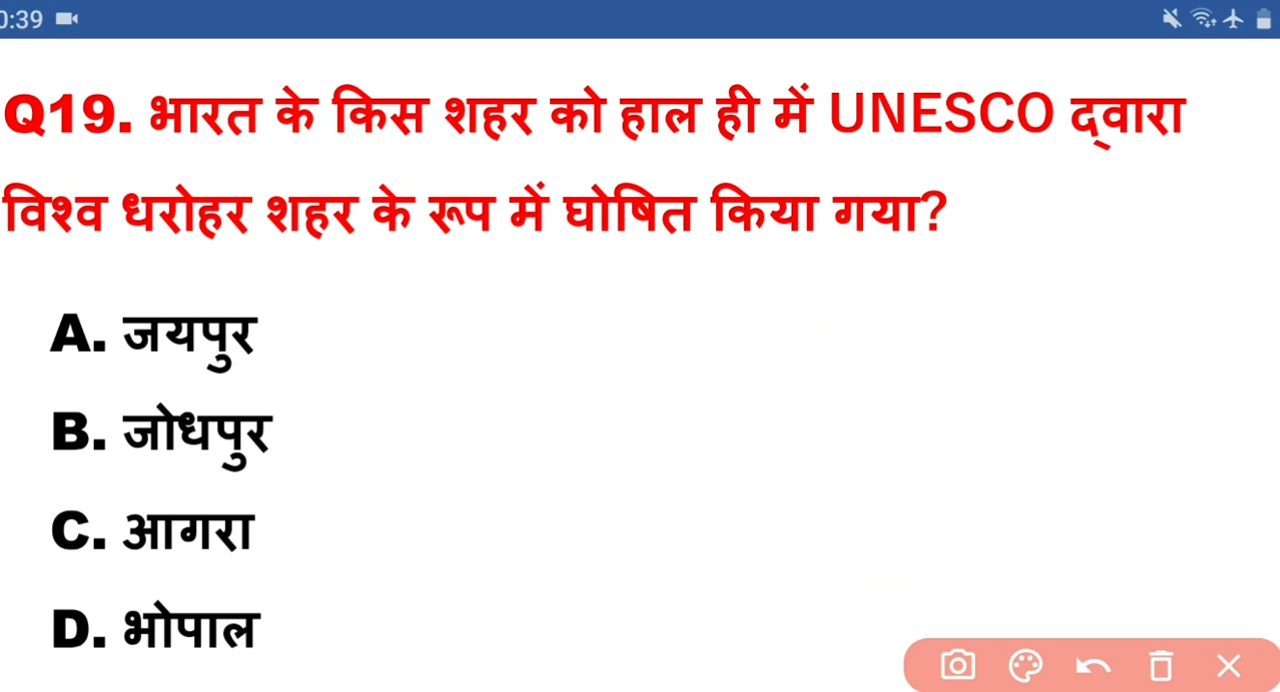 0:39
Q19. भारत के किस शहर को हाल ही में UNESCO द्वारा
विश्व धरोहर शहर के रूप में घोषित किया गया?
A. जयपुर
B. जोधपुर
C. आगरा
D. भोपाल